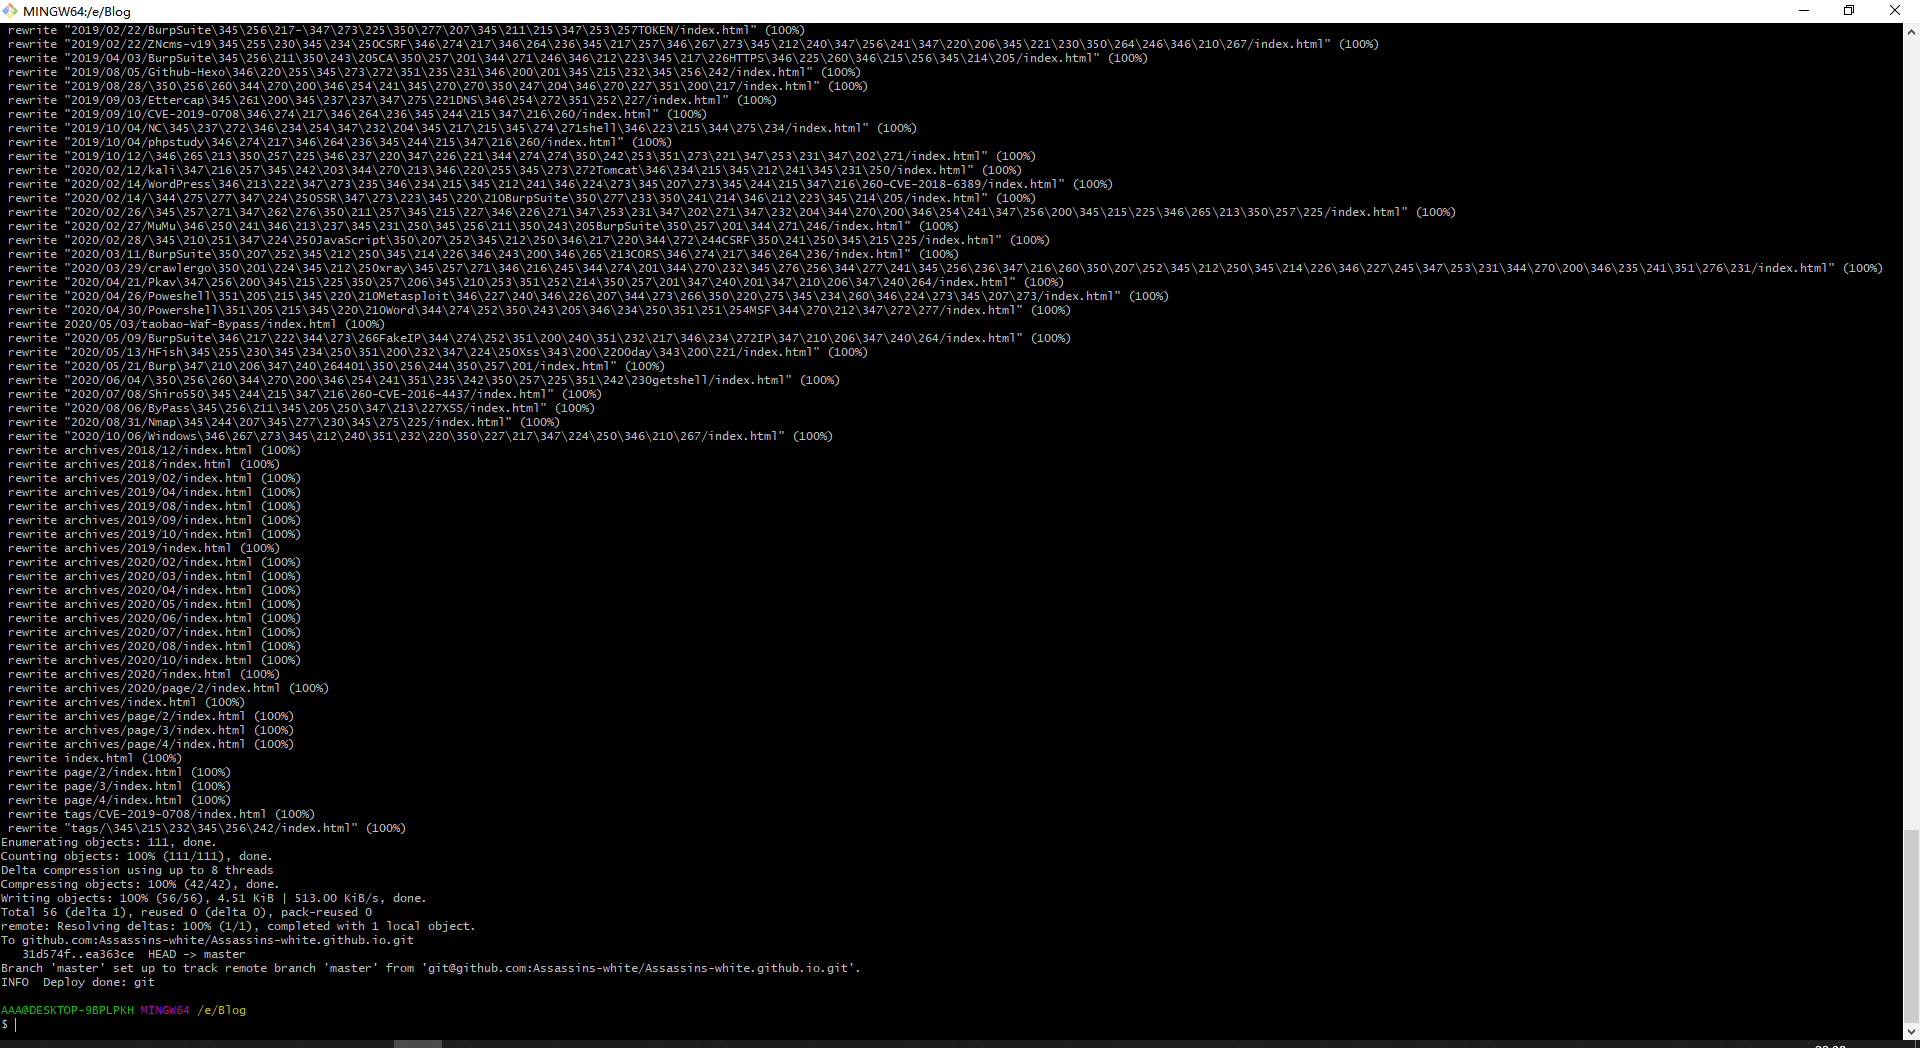 MINGW64:/e/Blog
rewrite "2019/02/22/BurpSuite\345\256\217-\347\273\225\350\277\207\345\211\215\347\253\257TOKEN/index.html" (100%)
rewrite "2019/02/22/ZNcms-v19\345\255\230\345\234\250CSRF\346\274\217\346\264\236\345\217\257\346\267\273\345\212\240\347\256\241\347\220\206\345\221\230\350\264\246\346\210\267/index.html" (100%)
rewrite "2019/04/03/BurpSuite\345\256\211\350\243\205CA\350\257\201\344\271\246\346\212\223\345\217\226HTTPS\346\225\260\346\215\256\345\214\205/index.html" (100%)
rewrite "2019/08/05/Github-Hexo\346\220\255\345\273\272\351\235\231\346\200\201\345\215\232\345\256\242/index.html" (100%)
rewrite "2019/08/28/\350\256\260\344\270\200\346\254\241\345\270\270\350\247\204\346\270\227\351\200\217/index.html" (100%)
rewrite "2019/09/03/Ettercap\345\261\200\345\237\237\347\275\221DNS\346\254\272\351\252\227/index.html" (100%)
rewrite "2019/09/10/CVE-2019-0708\346\274\217\346\264\236\345\244\215\347\216\260/index.html" (100%)
rewrite "2019/10/04/NC\345\237\272\346\234\254\347\232\204\345\217\215\345\274\271shell\346\223\215\344\275\234/index.html" (100%)
rewrite "2019/10/04/phpstudy\346\274\217\346\264\236\345\244\215\347\216\260/index.html" (100%)
rewrite "2019/10/12/\346\265\213\350\257\225\346\237\220\347\226\221\344\274\274\350\242\253\351\273\221\347\253\231\347\202\271/index.html" (100%)
rewrite "2020/02/12/kali\347\216\257\345\242\203\344\270\213\346\220\255\345\273\272Tomcat\346\234\215\345\212\241\345\231\250/index.html" (100%)
rewrite "2020/02/14/WordPress\346\213\222\347\273\235\346\234\215\345\212\241\346\224\273\345\207\273\345\244\215\347\216\260-CVE-2018-6389/index.html" (100%)
rewrite "2020/02/14/\344\275\277\347\224\250SSR\347\273\223\345\220\210BurpSuite\350\277\233\350\241\214\346\212\223\345\214\205/index.html" (100%)
rewrite "2020/02/26/\345\257\271\347\262\276\350\211\257\345\215\227\346\226\271\347\253\231\347\202\271\347\232\204\344\270\200\346\254\241\347\256\200\345\215\225\346\265\213\350\257\225/index.html" (100%)
rewrite "2020/02/27/MuMu\346\250\241\346\213\237\345\231\250\345\256\211\350\243\205BurpSuite\350\257\201\344\271\246/index.html" (100%)
rewrite "2020/02/28/\345\210\251\347\224\250JavaScript\350\207\252\345\212\250\346\217\220\344\272\244CSRF\350\241\250\345\215\225/index.html" (100%)
rewrite "2020/03/11/BurpSuite\350\207\252\345\212\250\345\214\226\346\243\200\346\265\213CORS\346\274\217\346\264\236/index.html" (100%)
rewrite "2020/03/29/crawlergo\350\201\224\345\212\250xray\345\257\271\346\216\245\344\274\201\344\270\232\345\276\256\344\277\241\345\256\236\347\216\260\350\207\252\345\212\250\345\214\226\346\227\245\347\253\231\344\270\200\346\235\241\351\276\231/index.html" (100%)
rewrite "2020/04/21/Pkav\347\256\200\345\215\225\350\257\206\345\210\253\351\252\214\350\257\201\347\240\201\347\210\206\347\240\264/index.html" (100%)
rewrite "2020/04/26/Poweshell\351\205\215\345\220\210Metasploit\346\227\240\346\226\207\344\273\266\350\220\275\345\234\260\346\224\273\345\207\273/index.html" (100%)
rewrite "2020/04/30/Powershell\351\205\215\345\220\210Word\344\274\252\350\243\205\346\234\250\351\251\254MSF\344\270\212\347\272\277/index.html" (100%)
rewrite 2020/05/03/taobao-Waf-Bypass/index.html (100%)
rewrite "2020/05/09/BurpSuite\346\217\222\344\273\266FakeIP\344\274\252\351\200\240\351\232\217\346\234\272IP\347\210\206\347\240\264/index.html" (100%)
rewrite "2020/05/13/HFish\345\255\230\345\234\250\351\200\232\347\224\250Xss\343\200\2200day\343\200\221/index.html" (100%)
rewrite "2020/05/21/Burp\347\210\206\347\240\264401\350\256\244\350\257\201/index.html" (100%)
rewrite "2020/06/04/\350\256\260\344\270\200\346\254\241\351\235\242\350\257\225\351\242\230getshell/index.html" (100%)
rewrite "2020/07/08/Shiro550\345\244\215\347\216\260-CVE-2016-4437/index.html" (100%)
rewrite "2020/08/06/ByPass\345\256\211\345\205\250\347\213\227XSS/index.html" (100%)
rewrite "2020/08/31/Nmap\345\244\207\345\277\230\345\275\225/index.html" (100%)
rewrite "2020/10/06/Windows\346\267\273\345\212\240\351\232\220\350\227\217\347\224\250\346\210\267/index.html" (100%)
rewrite archives/2018/12/index.html (100%)
rewrite archives/2018/index.html (100%)
rewrite archives/2019/02/index.html (100%)
rewrite archives/2019/04/index.html (100%)
rewrite archives/2019/08/index.html (100%)
rewrite archives/2019/09/index.html (100%)
rewrite archives/2019/10/index.html (100%)
rewrite archives/2019/index.html (100%)
rewrite archives/2020/02/index.html (100%)
rewrite archives/2020/03/index.html (100%)
rewrite archives/2020/04/index.html (100%)
rewrite archives/2020/05/index.html (100%)
rewrite archives/2020/06/index.html (100%)
rewrite archives/2020/07/index.html (100%)
rewrite archives/2020/08/index.html (100%)
rewrite archives/2020/10/index.html (100%)
rewrite archives/2020/index.html (100%)
rewrite archives/2020/page/2/index.html (100%)
rewrite archives/index.html (100%)
rewrite archives/page/2/index.html (100%)
rewrite archives/page/3/index.html (100%)
rewrite archives/page/4/index.html (100%)
rewrite index.html (100%)
rewrite page/2/index.html (100%)
rewrite page/3/index.html (100%)
rewrite page/4/index.html (100%)
rewrite tags/CVE-2019-0708/index.html (100%)
rewrite "tags/\345\215\232\345\256\242/index.html" (100%)
Enumerating objects: 111, done.
Counting objects: 100% (111/111), done.
Delta compression using up to 8 threads
Compressing objects: 100% (42/42), done.
Writing objects: 100% (56/56), 4.51 KiB | 513.00 KiB/s, done.
Total 56 (delta 1), reused 0 (delta 0), pack-reused 0
remote: Resolving deltas: 100% (1/1), completed with 1 local object.
To github.com:Assassins-white/Assassins-white.github.io.git
31d574f..ea363ce  HEAD -> master
Branch 'master' set up to track remote branch 'master' from 'git@github.com:Assassins-white/Assassins-white.github.io.git'.
INFO  Deploy done: git
AAA@DESKTOP-9BPLPKH MINGW64 /e/Blog
$